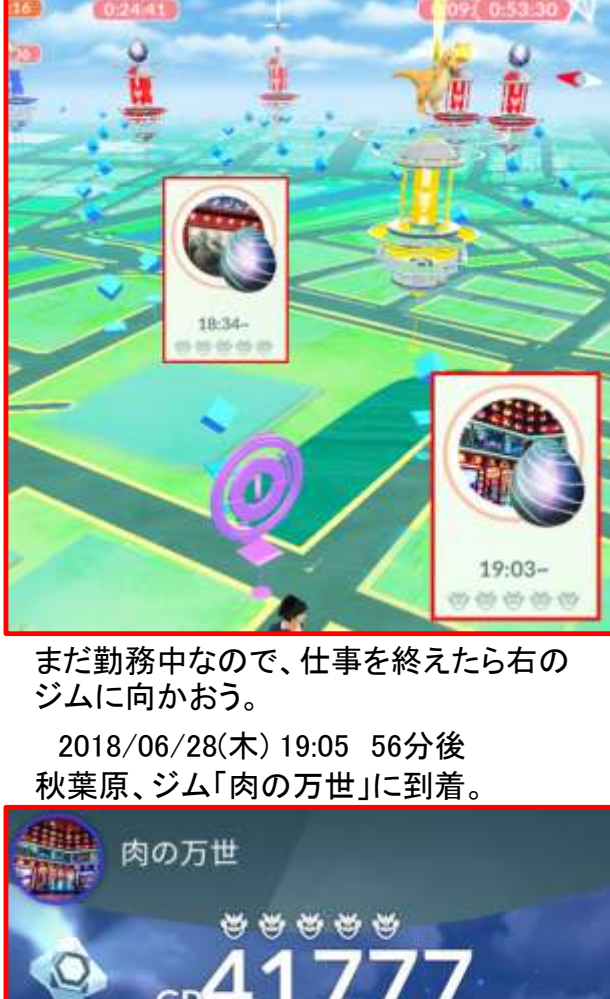 0:24:41
0:53:30
18:34~
19:03~
まだ勤務中なので、仕事を終えたら右の
ジムに向かおう。
2018/06/28(木) 19:05 56分後
秋葉原、ジム「肉の万世」に到着。
肉の万世
41777